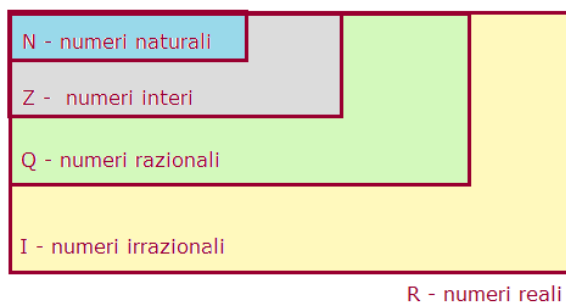 N - numeri naturali
Z - numeri interi
Q - numeri razionali
I - numeri irrazionali
R - numeri reali